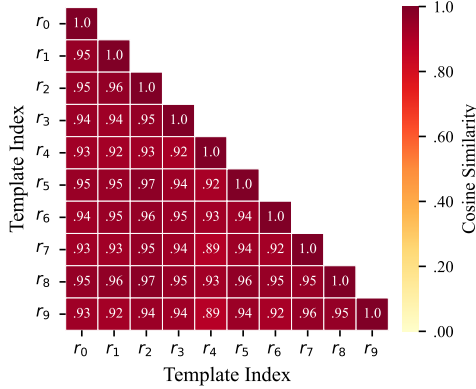 Template Index
r0 1.0
r1 .95 1.0
r2 .95 .96 1.0
r3 .94 .94 .95 1.0
r4 .93 .92 .93 .92 1.0
r5 .95 .95 .97 .94 .92 1.0
r6 .94 .95 .96 .95 .93 .94 1.0
r7 .93 .93 .95 .94 .89 .94 .92 1.0
r8 .95 .96 .97 .95 .93 .96 .95 .95 1.0
r9 .93 .92 .94 .94 .89 .94 .92 .96 .95 1.0
r0 r1 r2 r3 r4 r5 r6 r7 r8 r9
Template Index
1.0
.80
.60
.40
.20
.00
Cosine Similarity